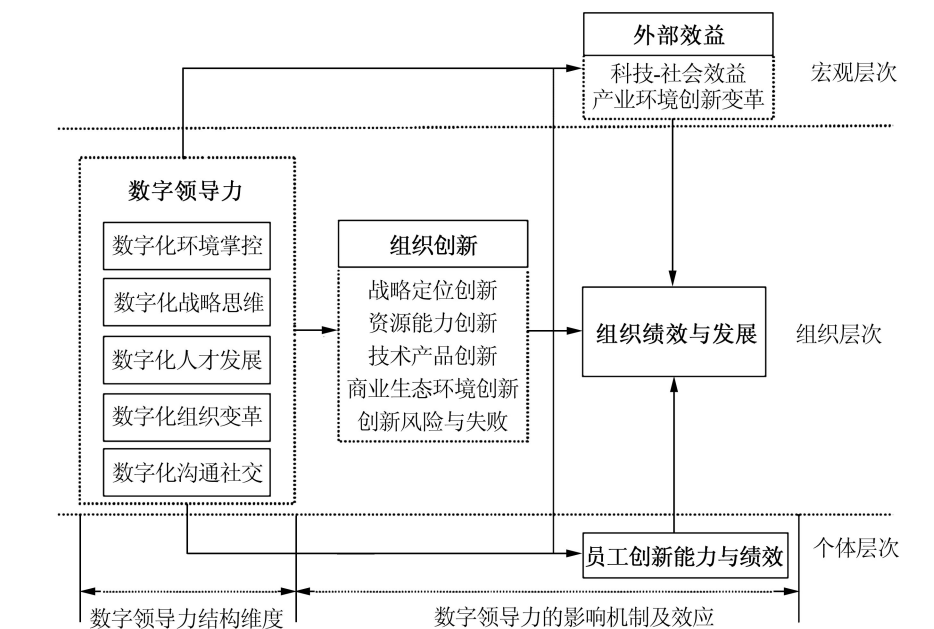 外部效益
科技-社会效益
产业环境创新变革
宏观层次
数字领导力
数字化环境掌控
数字化战略思维
数字化人才发展
数字化组织变革
数字化沟通社交
组织创新
战略定位创新
资源能力创新
技术产品创新
商业生态环境创新
创新风险与失败
组织绩效与发展
组织层次
员工创新能力与绩效
个体层次
数字领导力结构维度
数字领导力的影响机制及效应